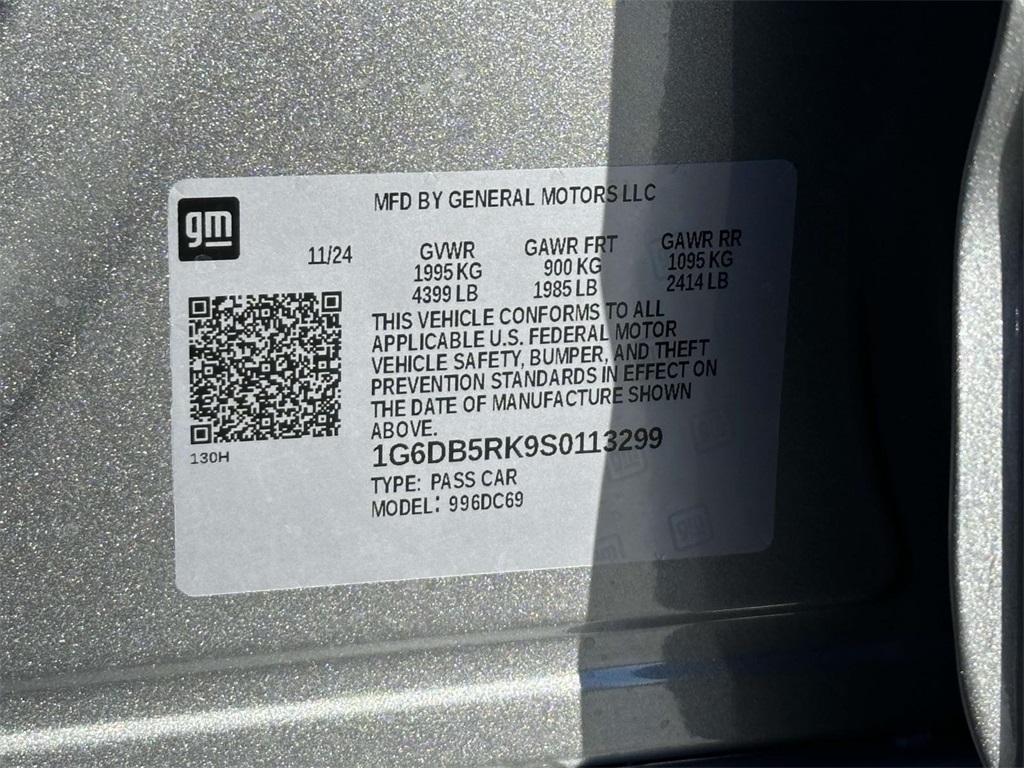 MFD BY GENERAL MOTORS LLC
gm
11/24
GVWR GAWR FRT GAWR RR
1995 KG 900 KG 1095 KG
4399 LB 1985 LB 2414 LB
THIS VEHICLE CONFORMS TO ALL
APPLICABLE U.S. FEDERAL MOTOR
VEHICLE SAFETY, BUMPER, AND THEFT
PREVENTION STANDARDS IN EFFECT ON
THE DATE OF MANUFACTURE SHOWN
ABOVE.
1G6DB5RK9S0113299
130H
TYPE: PASS CAR
MODEL: 996DC69
gm